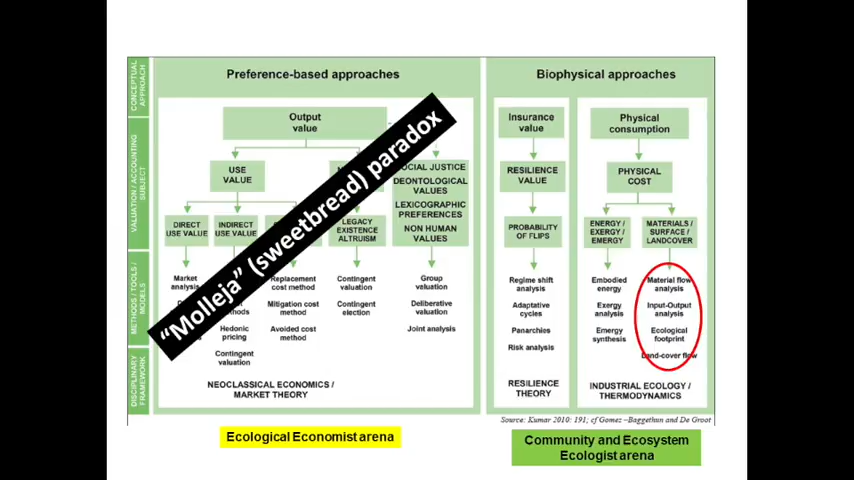 CONCEPTUAL
APPROACH
Preference-based approaches
Biophysical approaches
VALUATION / ACCOUNTING
SUBJECT
Output
value
Insurance
value
Physical
consumption
USE
VALUE
SOCIAL JUSTICE
DEONTOLOGICAL
VALUES
LEXICOGRAPHIC
PREFERENCES
NON HUMAN
VALUES
RESILIENCE
VALUE
PHYSICAL
COST
DIRECT
USE VALUE
INDIRECT
USE VALUE
LEGACY
EXISTENCE
ALTRUISM
PROBABILITY
OF FLIPS
ENERGY /
EXERGY /
EMERGY
MATERIALS /
SURFACE /
LANDCOVER
"Molleja" (sweetbread) paradox
METHODS / TOOLS /
MODELS
Market
analysis
Hedonic
pricing
Contingent
valuation
Replacement
cost method
Mitigation cost
method
Avoided cost
method
Contingent
valuation
Contingent
election
Group
valuation
Deliberative
valuation
Joint analysis
Regime shift
analysis
Adaptive
cycles
Panarchies
Risk analysis
Embodied
energy
Exergy
analysis
Emergy
synthesis
Material flow
analysis
Input-Output
analysis
Ecological
footprint
Land-cover flow
DISCIPLINARY
FRAMEWORK
NEOCLASSICAL ECONOMICS /
MARKET THEORY
RESILIENCE
THEORY
INDUSTRIAL ECOLOGY /
THERMODYNAMICS
Source: Kumar 2010: 191; cf Gomez –Baggethun and De Groot
Ecological Economist arena
Community and Ecosystem
Ecologist arena